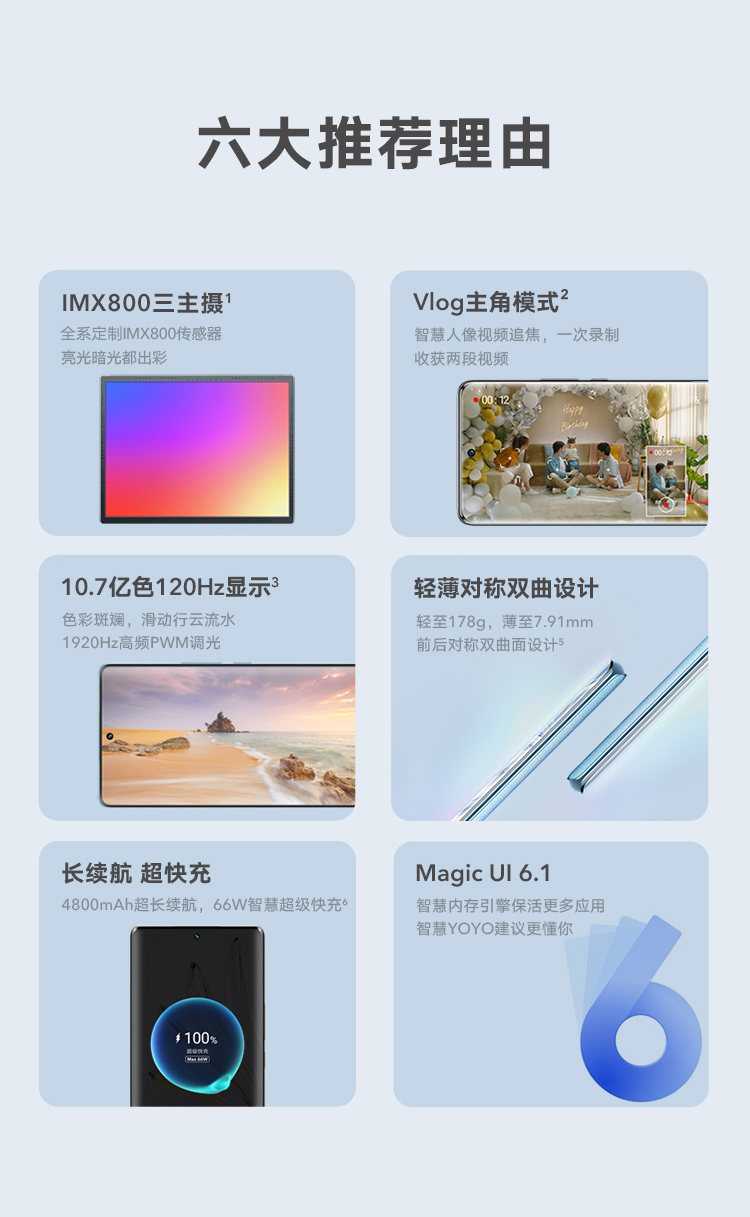 六大推荐理由
IMX800三主摄¹
全系定制IMX800传感器
亮光暗光都出彩
Vlog主角模式²
智慧人像视频追焦，一次录制
收获两段视频
00:12
Happy
Birthday
00:12
10.7亿色120Hz显示³
色彩斑斓，滑动行云流水
1920Hz高频PWM调光
轻薄对称双曲设计
轻至178g，薄至7.91mm
前后对称双曲面设计⁵
长续航 超快充
4800mAh超长续航，66W智慧超级快充⁶
100%
超级快充
Max 66W
Magic UI 6.1
智慧内存引擎保活更多应用
智慧YOYO建议更懂你
6